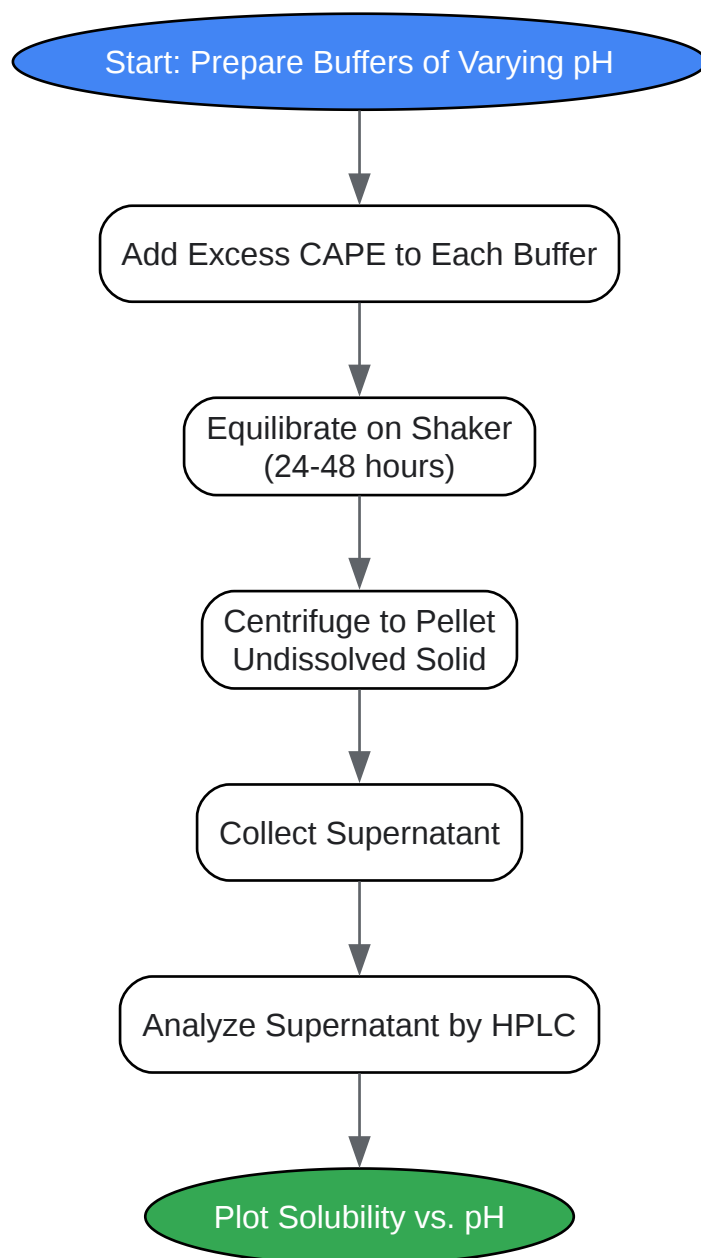 Start: Prepare Buffers of Varying pH
Add Excess CAPE to Each Buffer
Equilibrate on Shaker
(24-48 hours)
Centrifuge to Pellet
Undissolved Solid
Collect Supernatant
Analyze Supernatant by HPLC
Plot Solubility vs. pH